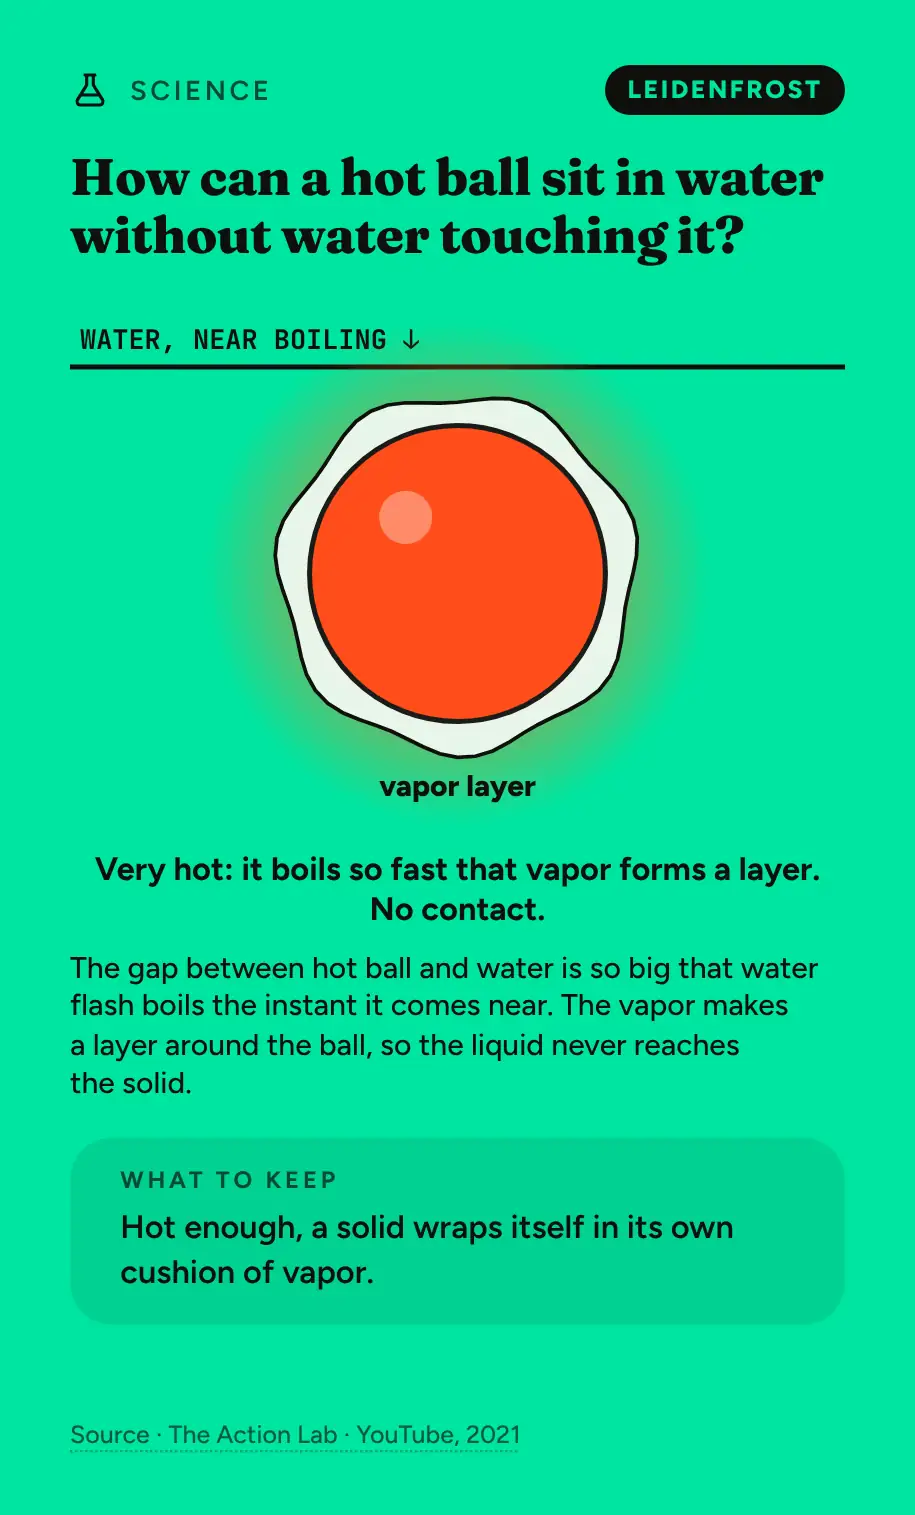 SCIENCE
LEIDENFROST
How can a hot ball sit in water
without water touching it?
WATER, NEAR BOILING ↓
vapor layer
Very hot: it boils so fast that vapor forms a layer.
No contact.
The gap between hot ball and water is so big that water
flash boils the instant it comes near. The vapor makes
a layer around the ball, so the liquid never reaches
the solid.
WHAT TO KEEP
Hot enough, a solid wraps itself in its own
cushion of vapor.
Source · The Action Lab · YouTube, 2021